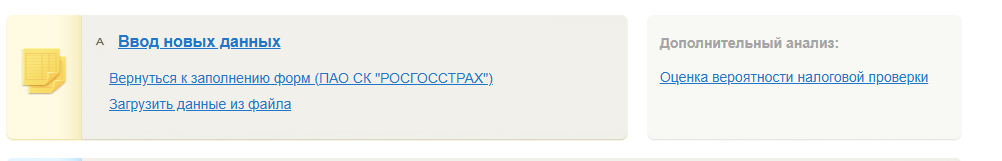 А Ввод новых данных
Вернуться к заполнению форм (ПАО СК "РОСГОССТРАХ")
Загрузить данные из файла
Дополнительный анализ:
Оценка вероятности налоговой проверки